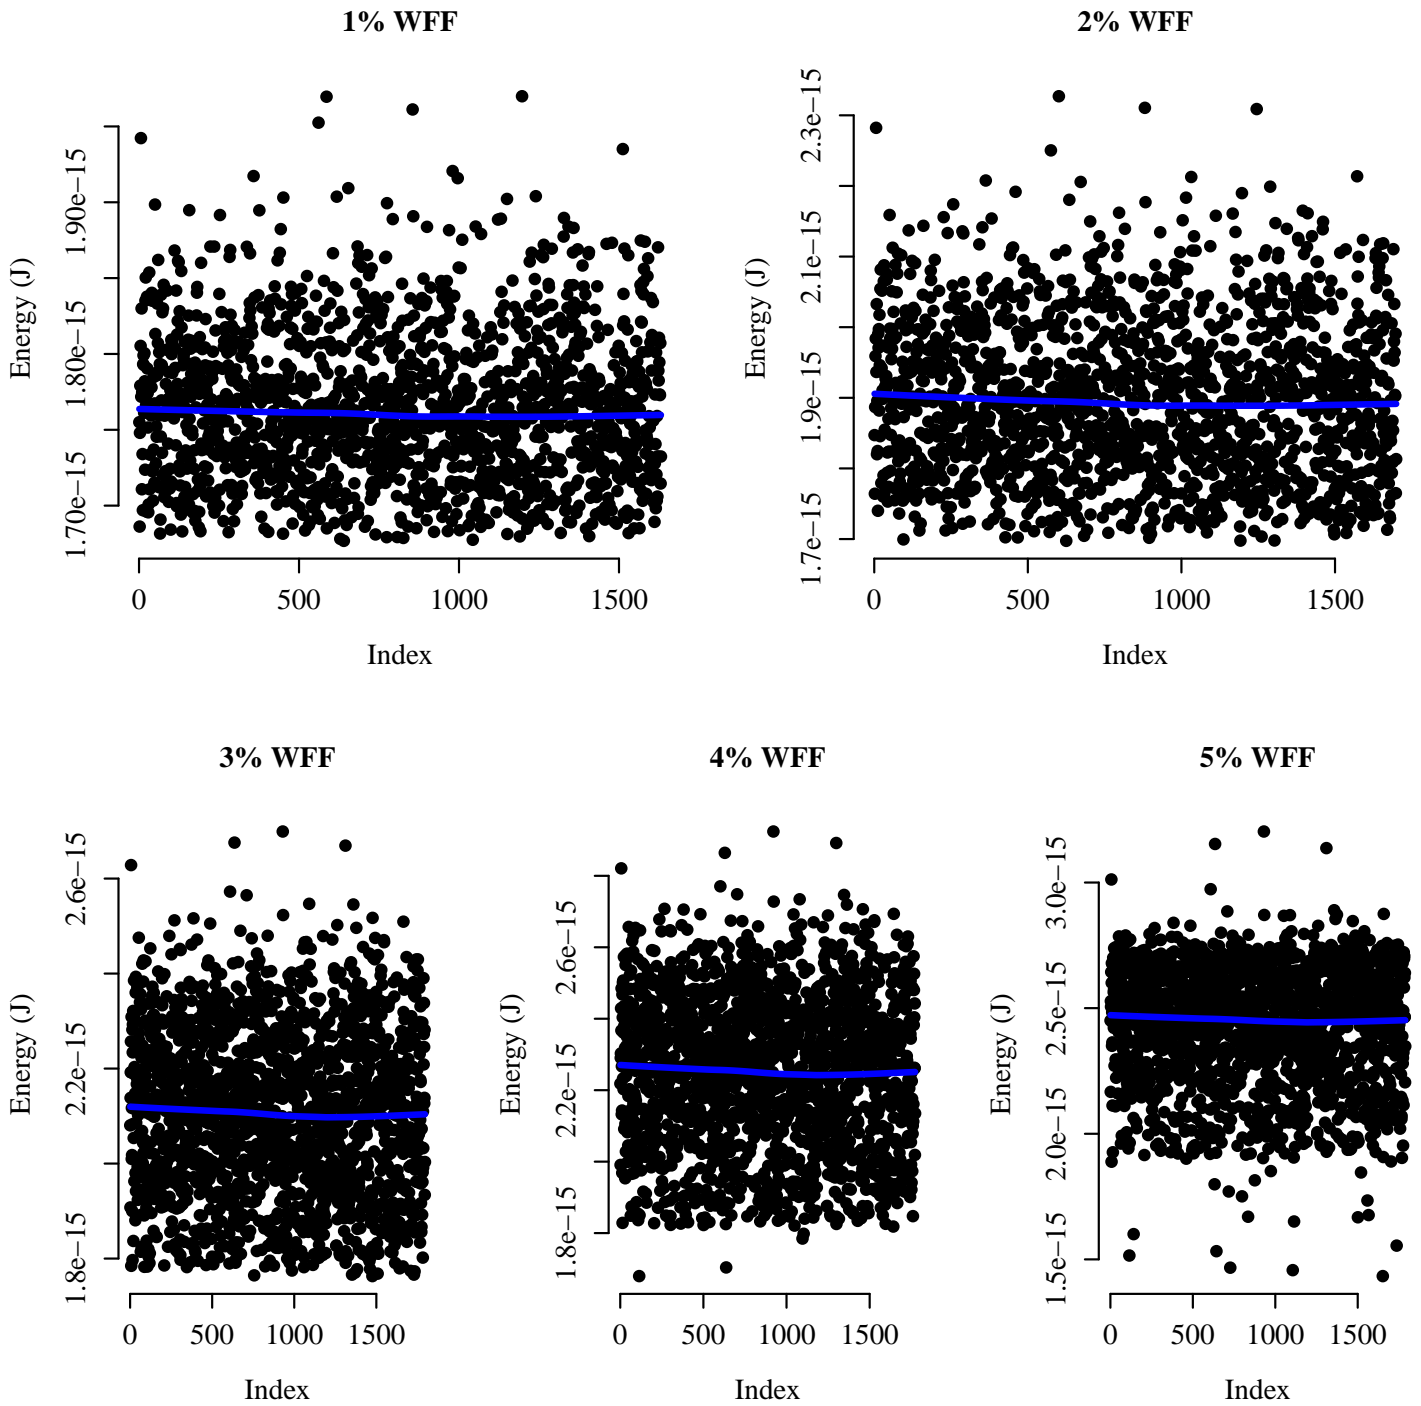 1% WFF
2% WFF
Energy (J)
1.70e−15 1.80e−15 1.90e−15
0 500 1000 1500
Index
Energy (J)
1.7e−15 1.9e−15 2.1e−15 2.3e−15
0 500 1000 1500
Index
3% WFF
4% WFF
5% WFF
Energy (J)
1.8e−15 2.2e−15 2.6e−15
0 500 1000 1500
Index
Energy (J)
1.8e−15 2.2e−15 2.6e−15
0 500 1000 1500
Index
Energy (J)
1.5e−15 2.0e−15 2.5e−15 3.0e−15
0 500 1000 1500
Index